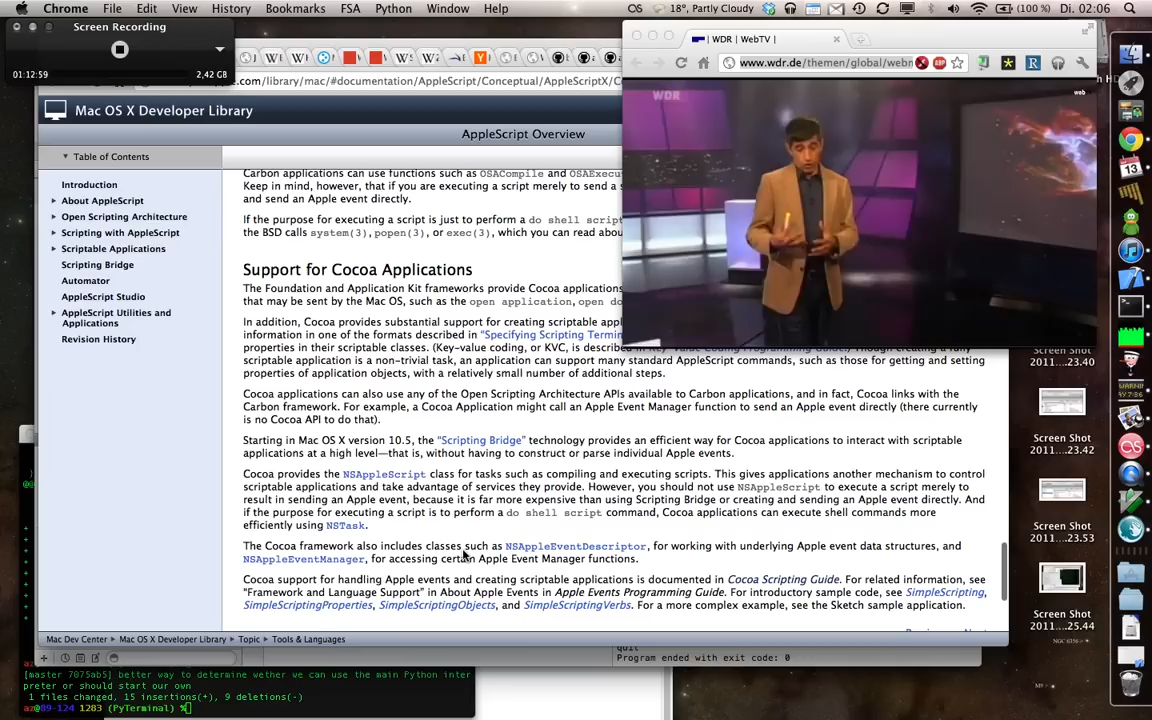 Chrome File Edit View History Bookmarks FSA Python Window Help
18°, Partly Cloudy
(100 %) Di. 02:06
Screen Recording
01:12:59 2,42 GB
| WDR | WebTV |
.com/library/mac/#documentation/AppleScript/Conceptual/AppleScriptX/C
www.wdr.de/themen/global/webm
Mac OS X Developer Library
WDR
web
AppleScript Overview
Table of Contents
Introduction
About AppleScript
Open Scripting Architecture
Scripting with AppleScript
Scriptable Applications
Scripting Bridge
Automator
AppleScript Studio
AppleScript Utilities and
Applications
Revision History
Carbon applications can use functions such as OSACompile and OSAExecu
Keep in mind, however, that if you are executing a script merely to send a s
and send an Apple event directly.
If the purpose for executing a script is just to perform a do shell script
the BSD calls system(3), popen(3), or exec(3), which you can read abou
Support for Cocoa Applications
The Foundation and Application Kit frameworks provide Cocoa applications
that may be sent by the Mac OS, such as the open application, open do
In addition, Cocoa provides substantial support for creating scriptable appl
information in one of the formats described in "Specifying Scripting Termin
properties in their scriptable classes. (Key-value coding, or KVC, is described in
scriptable application is a non-trivial task, an application can support many standard AppleScript commands, such as those for getting and setting
properties of application objects, with a relatively small number of additional steps.
Cocoa applications can also use any of the Open Scripting Architecture APIs available to Carbon applications, and in fact, Cocoa links with the
Carbon framework. For example, a Cocoa Application might call an Apple Event Manager function to send an Apple event directly (there currently
is no Cocoa API to do that).
Starting in Mac OS X version 10.5, the "Scripting Bridge" technology provides an efficient way for Cocoa applications to interact with scriptable
applications at a high level—that is, without having to construct or parse individual Apple events.
Cocoa provides the NSAppleScript class for tasks such as compiling and executing scripts. This gives applications another mechanism to control
scriptable applications and take advantage of services they provide. However, you should not use NSAppleScript to execute a script merely to
result in sending an Apple event, because it is far more expensive than using Scripting Bridge or creating and sending an Apple event directly. And
if the purpose for executing a script is to perform a do shell script command, Cocoa applications can execute shell commands more
efficiently using NSTask.
The Cocoa framework also includes classes such as NSAppleEventDescriptor, for working with underlying Apple event data structures, and
NSAppleEventManager, for accessing certain Apple Event Manager functions.
Cocoa support for handling Apple events and creating scriptable applications is documented in Cocoa Scripting Guide. For related information, see
"Framework and Language Support" in About Apple Events in Apple Events Programming Guide. For introductory sample code, see SimpleScripting,
SimpleScriptingProperties, SimpleScriptingObjects, and SimpleScriptingVerbs. For a more complex example, see the Sketch sample application.
Mac Dev Center Mac OS X Developer Library Topic Tools & Languages
quit
Program ended with exit code: 0
[master 7075ab5] better way to determine wether we can use the main Python inter
preter or should start our own
1 files changed, 15 insertions(+), 9 deletions(-)
az@89-124 1283 (PyTerminal) %
Screen Shot
2011....23.40
Screen Shot
2011....23.42
Screen Shot
2011....23.53
Screen Shot
2011....25.44